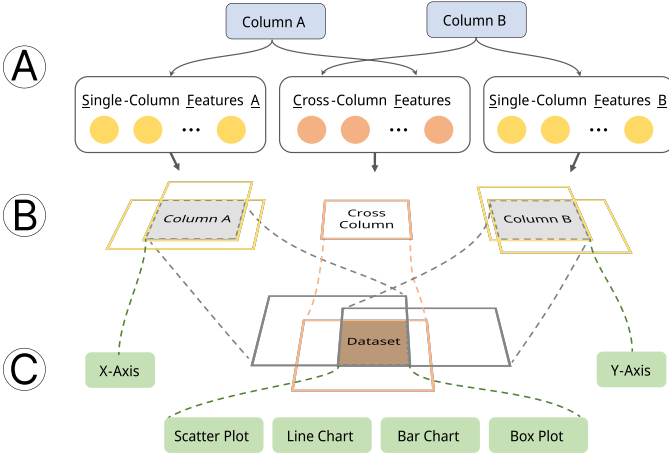 Column A
Column B
A
Single-Column Features A
Cross-Column Features
Single-Column Features B
...
...
...
B
Column A
Cross
Column
Column B
Dataset
C
X-Axis
Y-Axis
Scatter Plot
Line Chart
Bar Chart
Box Plot